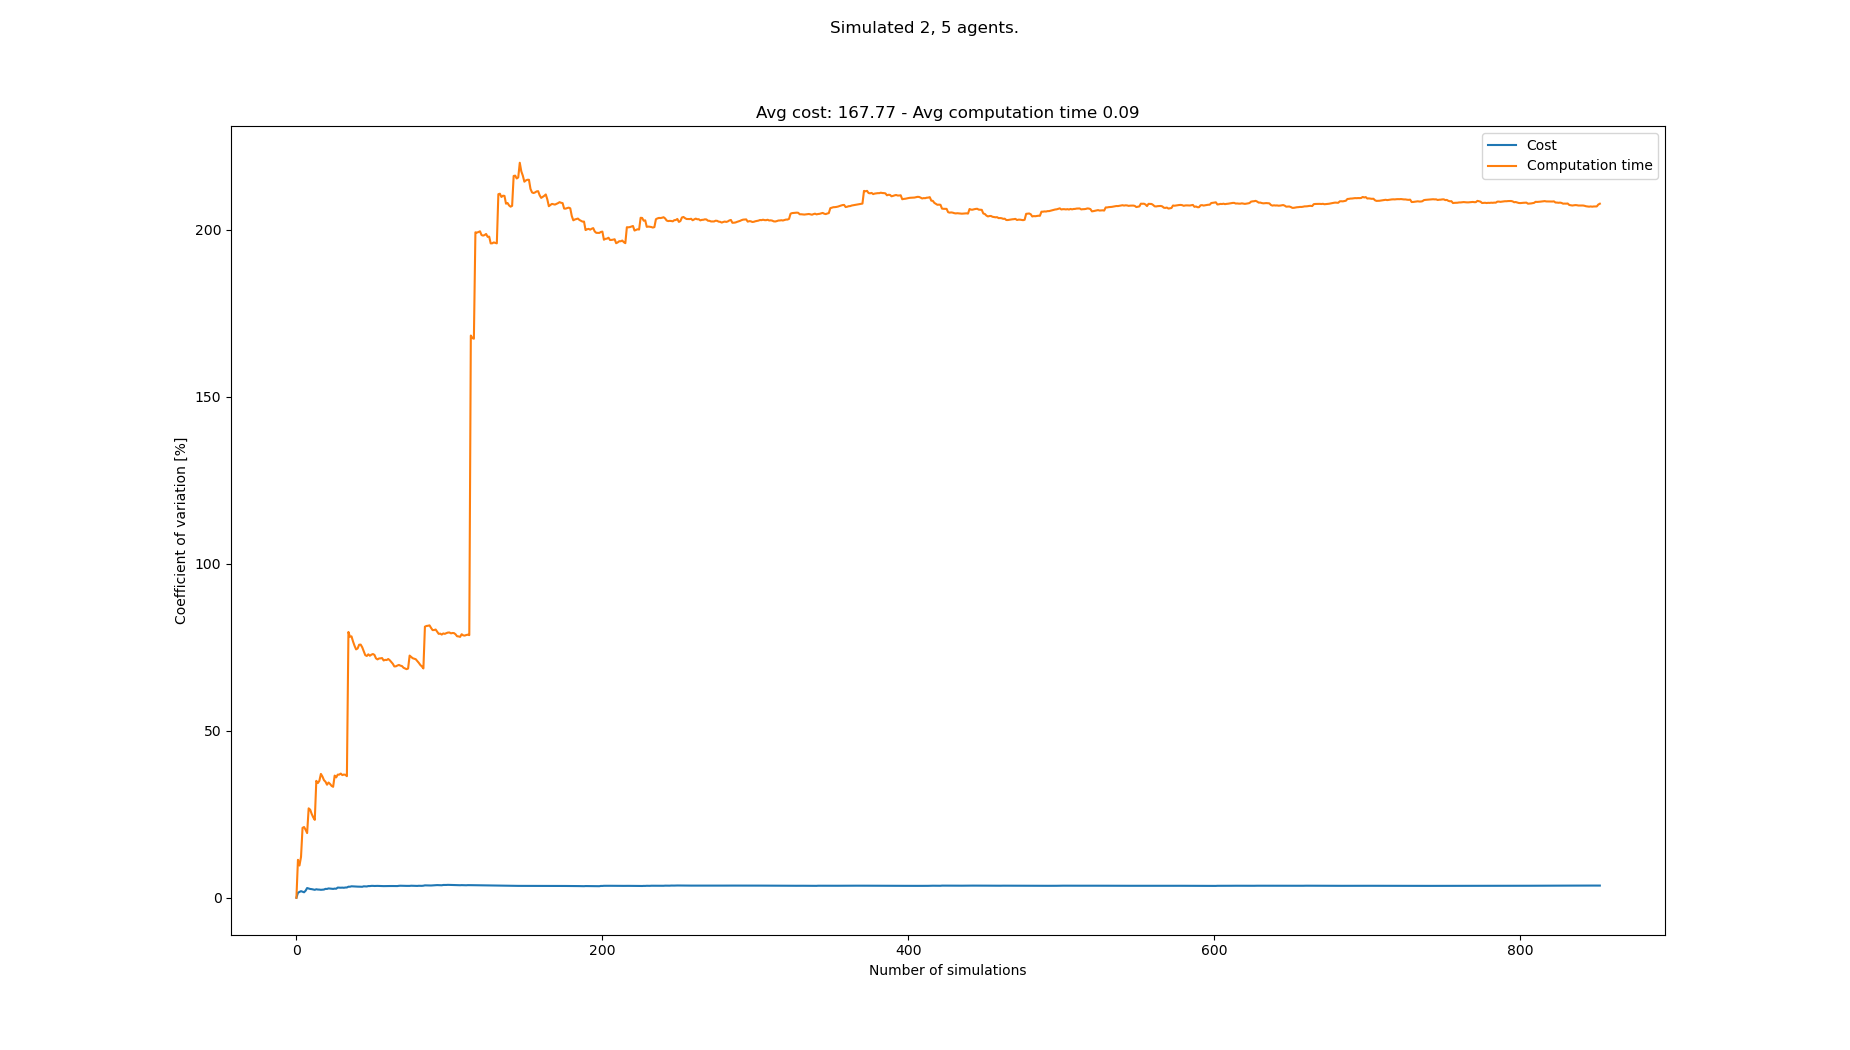 Simulated 2, 5 agents.
Avg cost: 167.77 - Avg computation time 0.09
Cost
Computation time
200
150
100
50
0
Coefficient of variation [%]
0 200 400 600 800
Number of simulations